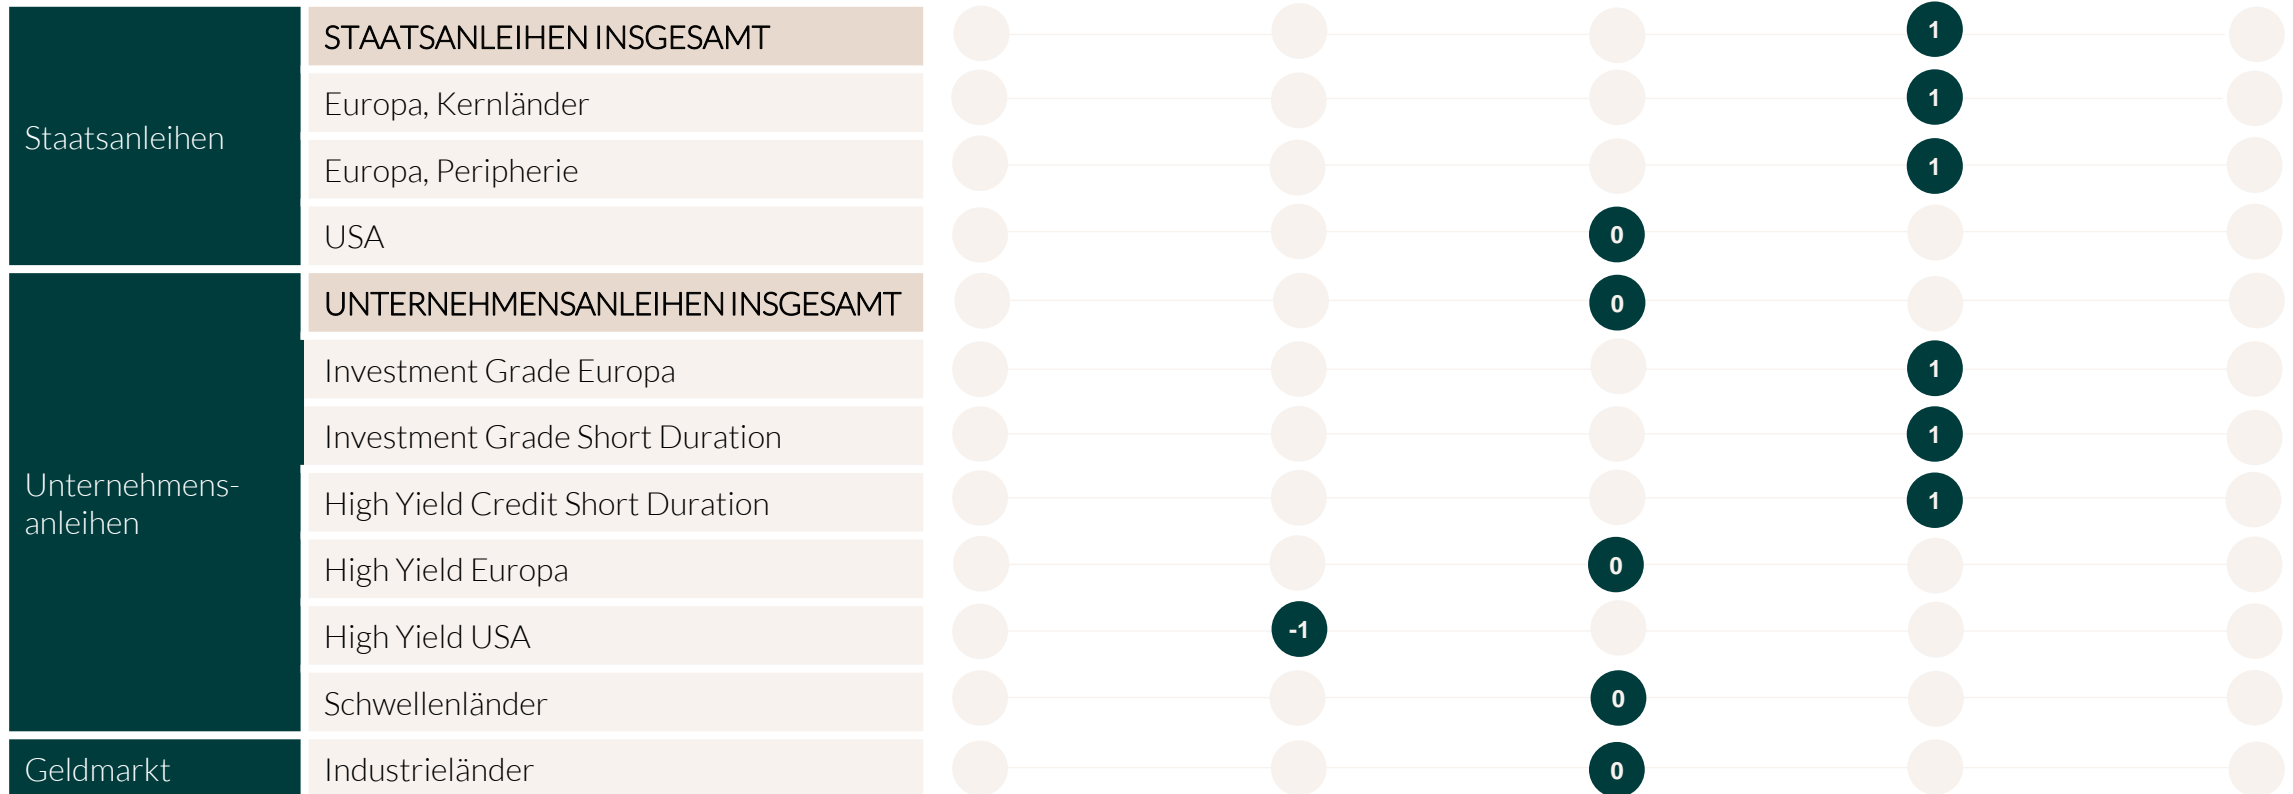 Staatsanleihen
STAATSANLEIHEN INSGESAMT
1
Europa, Kernländer
1
Europa, Peripherie
1
USA
0
Unternehmens-
anleihen
UNTERNEHMENSANLEIHEN INSGESAMT
0
Investment Grade Europa
1
Investment Grade Short Duration
1
High Yield Credit Short Duration
1
High Yield Europa
0
High Yield USA
-1
Schwellenländer
0
Geldmarkt
Industrieländer
0